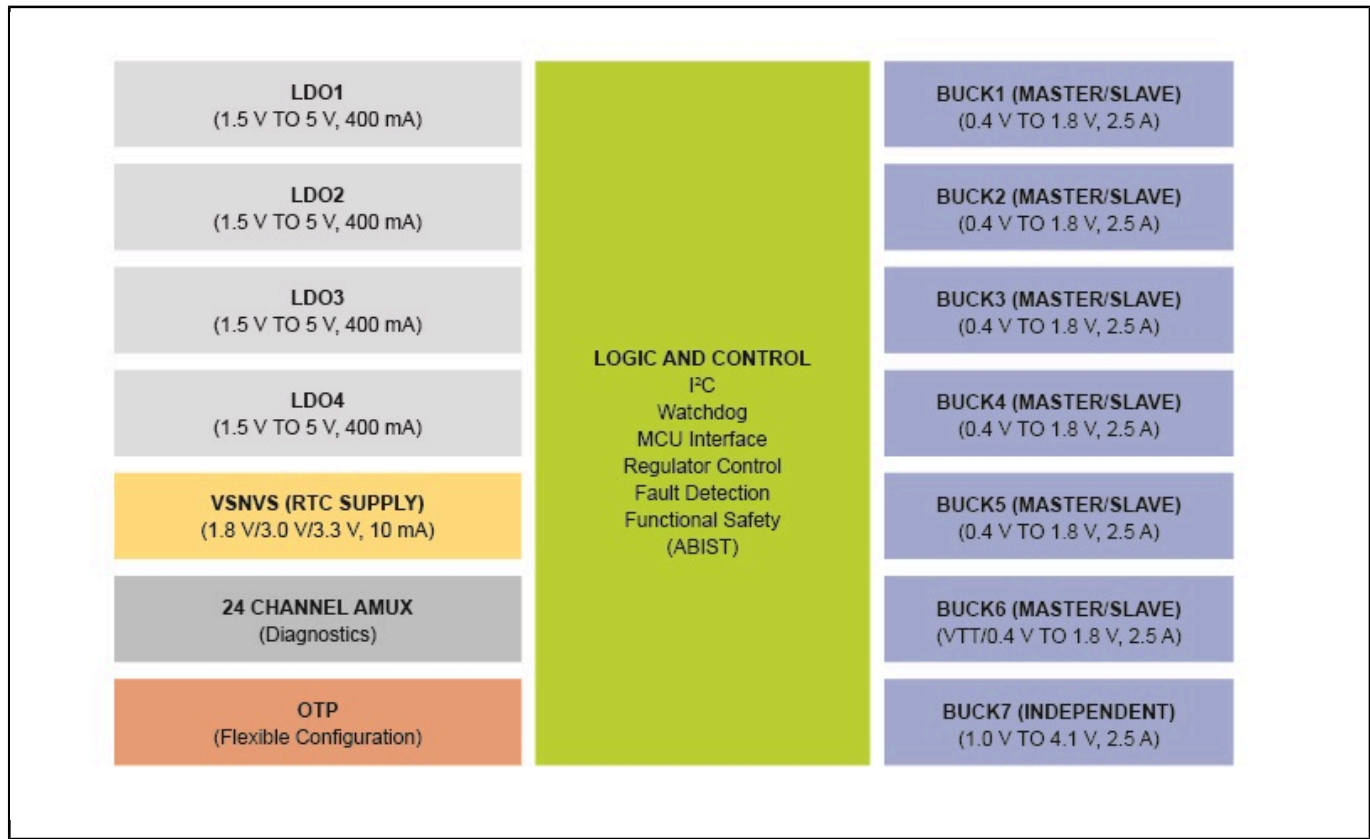 LDO1
(1.5 V TO 5 V, 400 mA)
LDO2
(1.5 V TO 5 V, 400 mA)
LDO3
(1.5 V TO 5 V, 400 mA)
LDO4
(1.5 V TO 5 V, 400 mA)
VSNVS (RTC SUPPLY)
(1.8 V/3.0 V/3.3 V, 10 mA)
24 CHANNEL AMUX
(Diagnostics)
OTP
(Flexible Configuration)
LOGIC AND CONTROL
I²C
Watchdog
MCU Interface
Regulator Control
Fault Detection
Functional Safety
(ABIST)
BUCK1 (MASTER/SLAVE)
(0.4 V TO 1.8 V, 2.5 A)
BUCK2 (MASTER/SLAVE)
(0.4 V TO 1.8 V, 2.5 A)
BUCK3 (MASTER/SLAVE)
(0.4 V TO 1.8 V, 2.5 A)
BUCK4 (MASTER/SLAVE)
(0.4 V TO 1.8 V, 2.5 A)
BUCK5 (MASTER/SLAVE)
(0.4 V TO 1.8 V, 2.5 A)
BUCK6 (MASTER/SLAVE)
(VTT/0.4 V TO 1.8 V, 2.5 A)
BUCK7 (INDEPENDENT)
(1.0 V TO 4.1 V, 2.5 A)